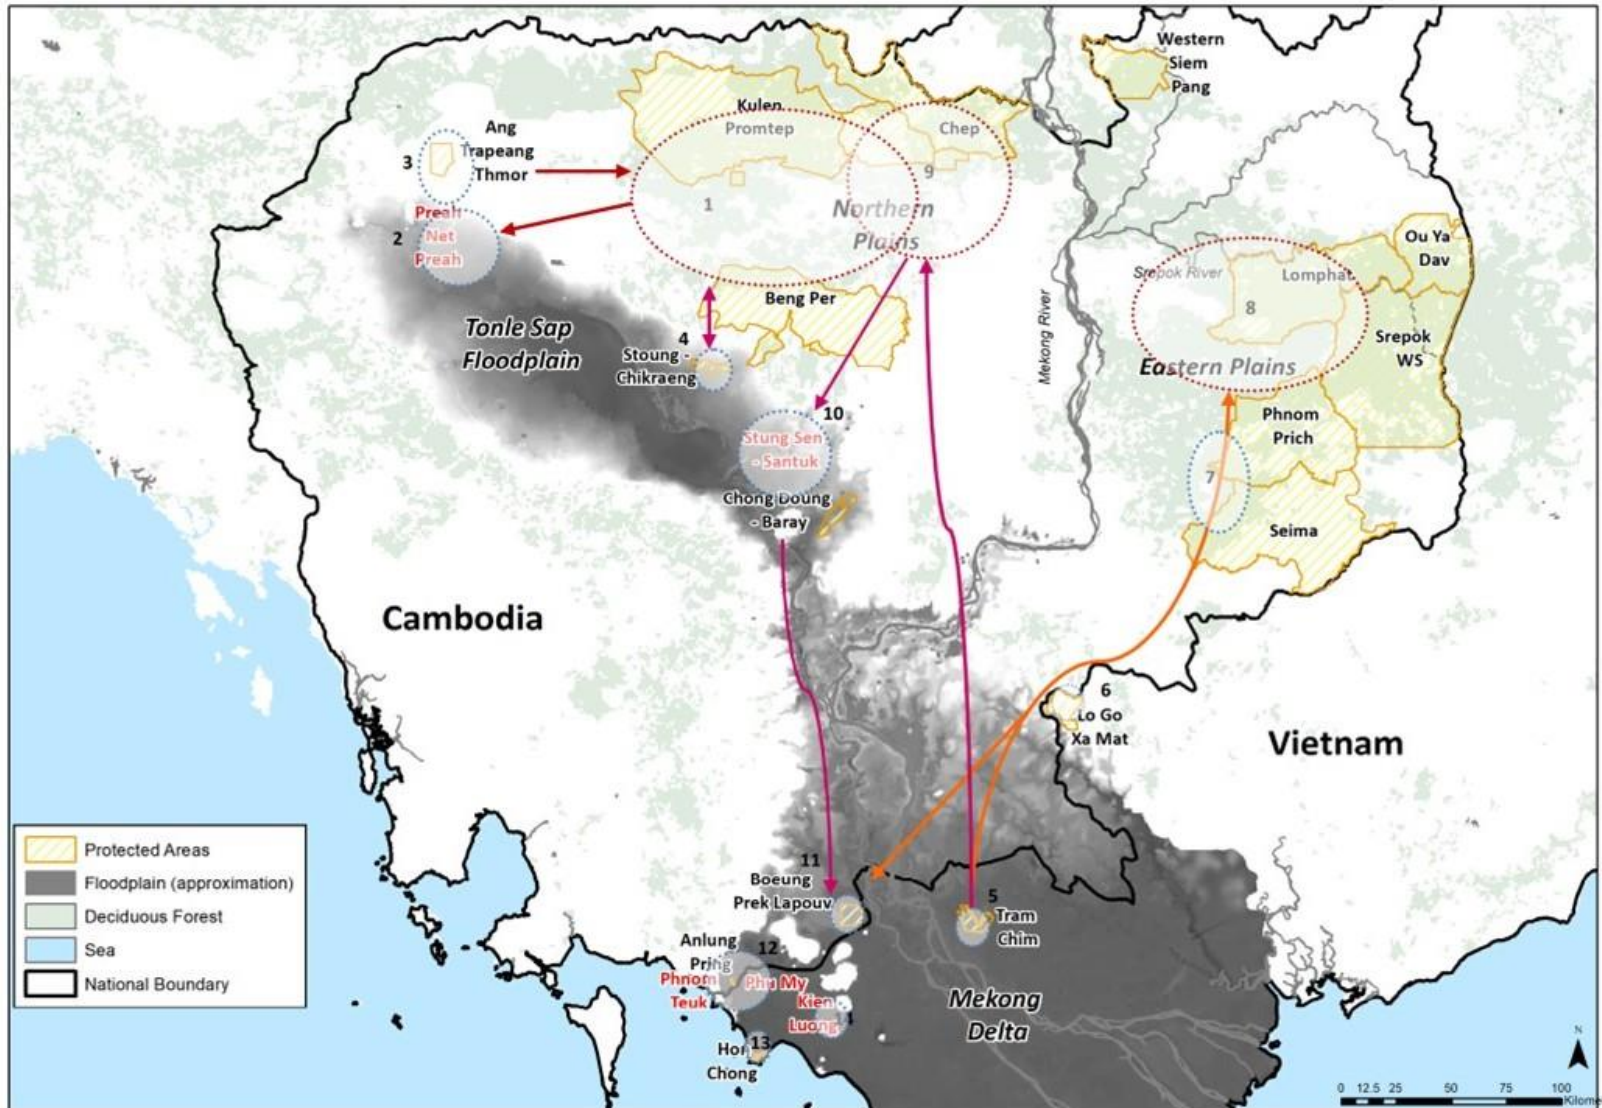 Western
Siem
Pang
Kulen
Promtep
Chep
Ang
Trapeang
Thmor
3
9
1
Northern
Plains
Preah
Net
Preah
2
Ou Ya
Dav
Srepok River
Lomphat
8
Beng Per
Mekong River
Tonle Sap
Floodplain
4
Stoung -
Chikraeng
Srepok
WS
Eastern Plains
10
Stung Sen
- Santuk
Phnom
Prich
7
Chong Doung
- Baray
Seima
Cambodia
6
Lo Go
Xa Mat
Vietnam
11
Boeung
Prek Lapouv
5
Tram
Chim
Anlung
Pring
12
Phnom
Teuk
Phu My
Kien
Luong
Mekong
Delta
Hon
Chong
13
Protected Areas
Floodplain (approximation)
Deciduous Forest
Sea
National Boundary
N
0 12.5 25 50 75 100